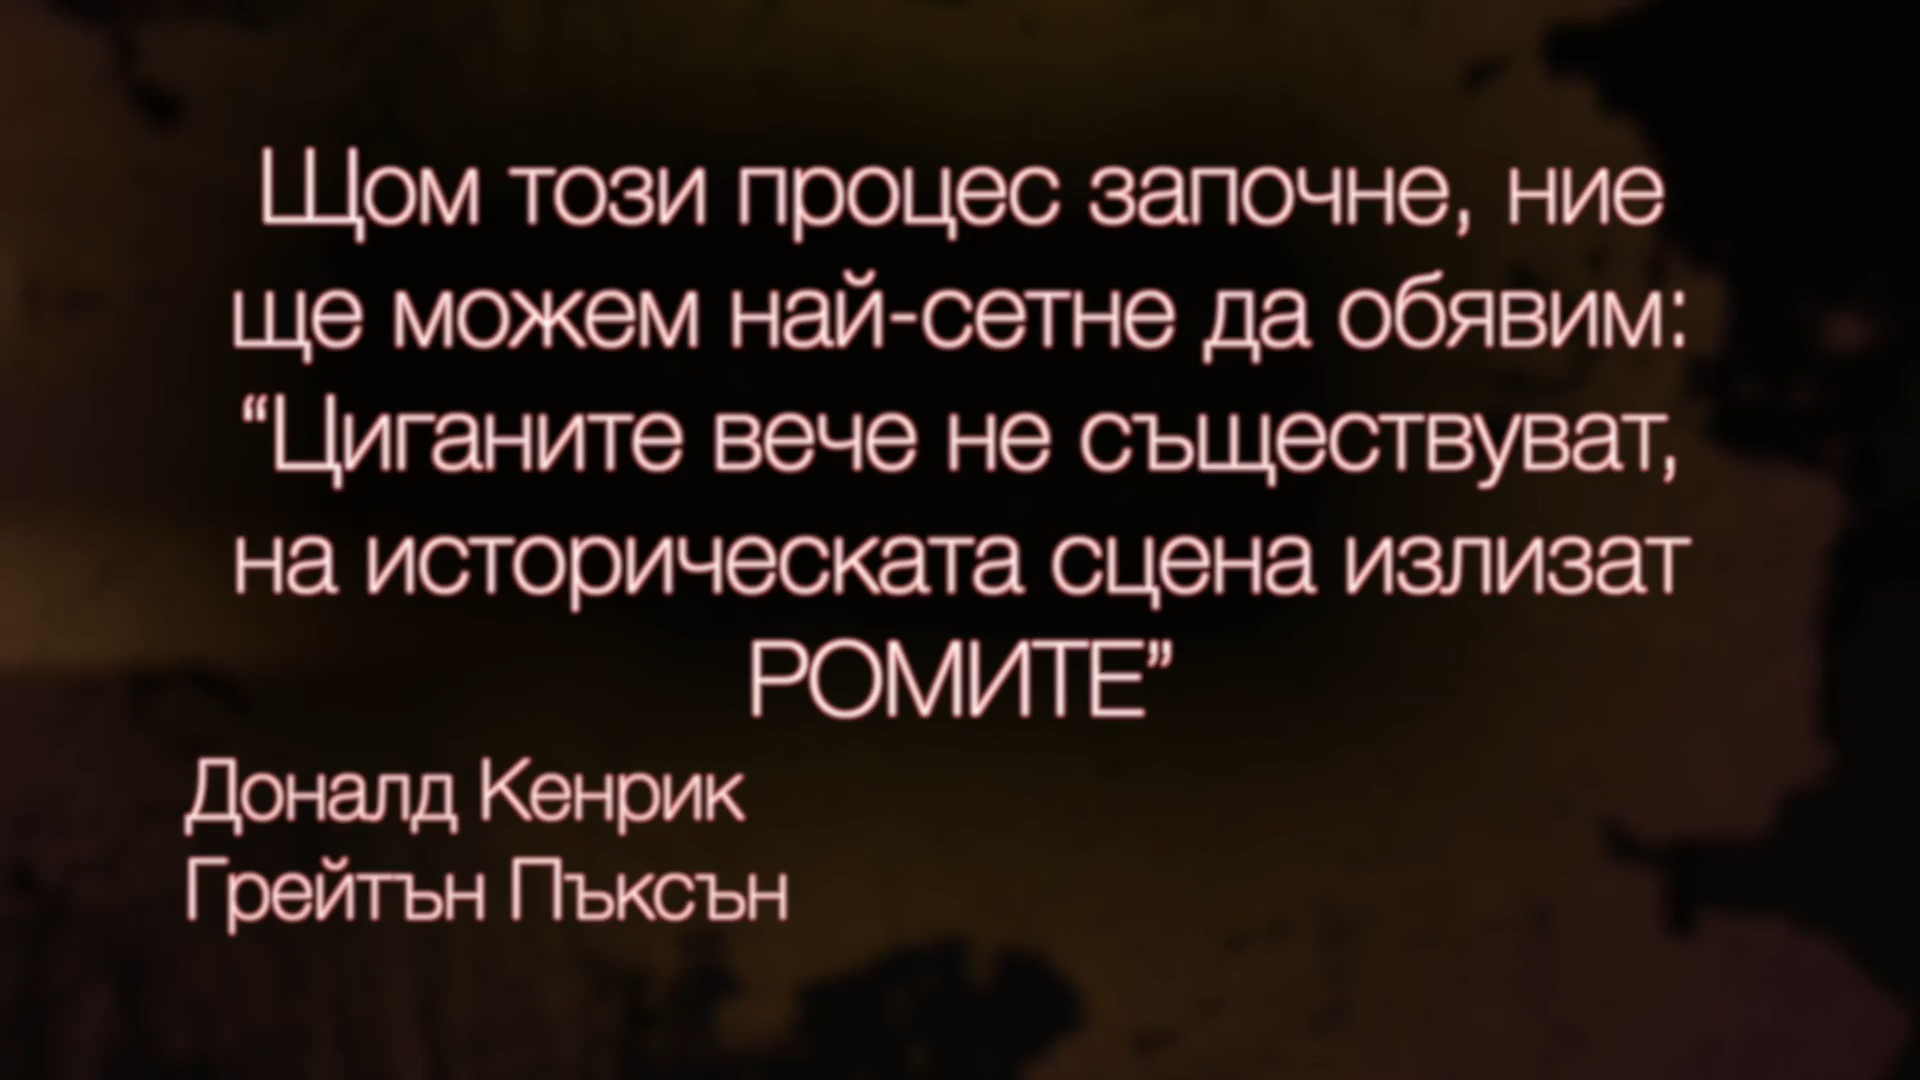 Щом този процес започне, ние
ще можем най-сетне да обявим:
“Циганите вече не съществуват,
на историческата сцена излизат
РОМИТЕ”
Доналд Кенрик
Грейтън Пъксън